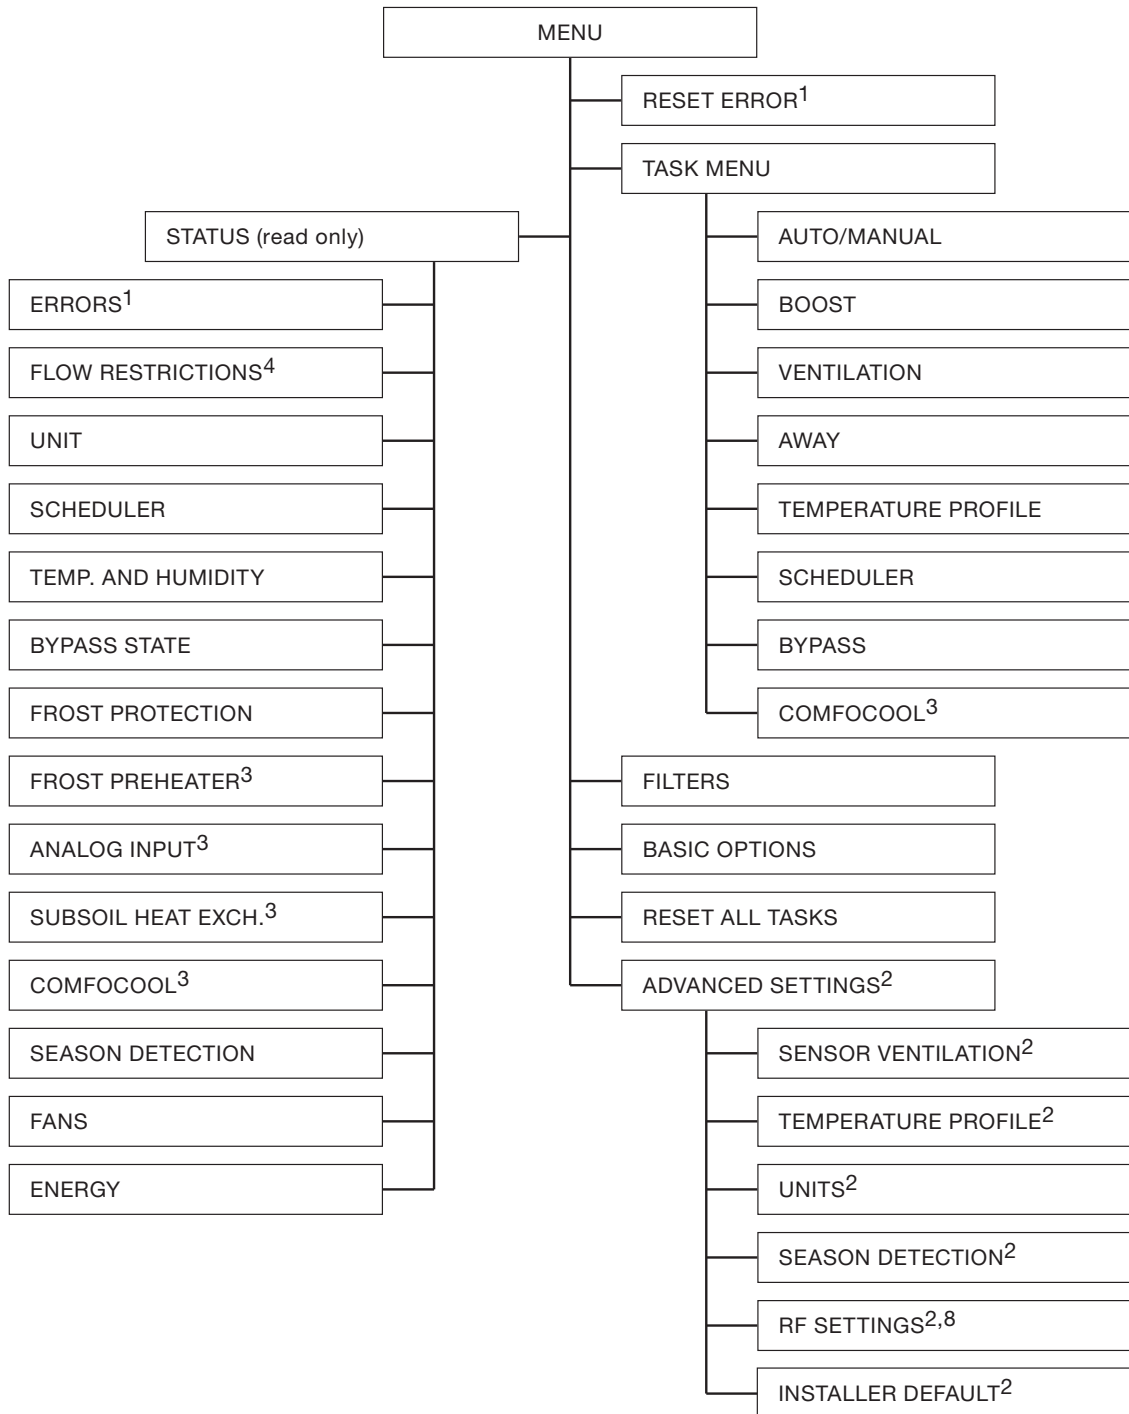 MENU
RESET ERROR1
TASK MENU
STATUS (read only)
AUTO/MANUAL
ERRORS1
BOOST
FLOW RESTRICTIONS4
VENTILATION
UNIT
AWAY
SCHEDULER
TEMPERATURE PROFILE
TEMP. AND HUMIDITY
SCHEDULER
BYPASS STATE
BYPASS
FROST PROTECTION
COMFOCOOL3
FROST PREHEATER3
FILTERS
ANALOG INPUT3
BASIC OPTIONS
SUBSOIL HEAT EXCH.3
RESET ALL TASKS
COMFOCOOL3
ADVANCED SETTINGS2
SEASON DETECTION
SENSOR VENTILATION2
FANS
TEMPERATURE PROFILE2
ENERGY
UNITS2
SEASON DETECTION2
RF SETTINGS2,8
INSTALLER DEFAULT2